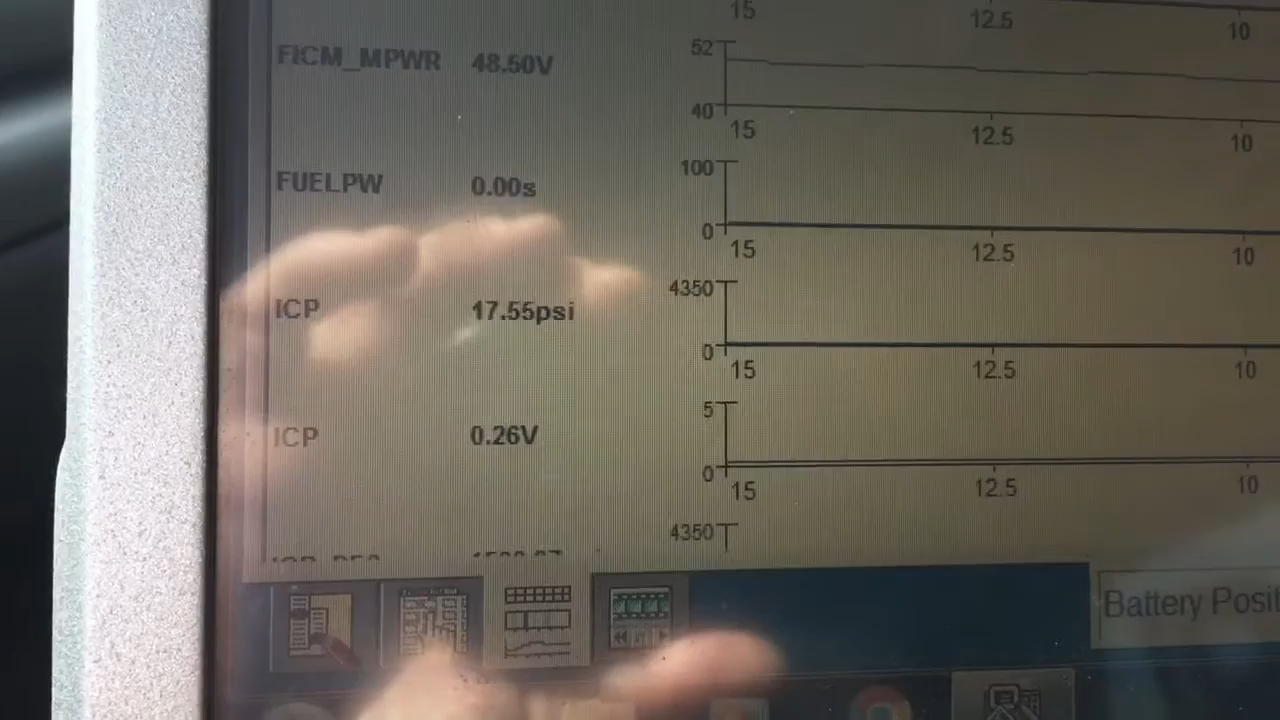 15 12.5 10
FICM_MPWR 48.50V 52
40
15 12.5 10
100
FUELPW 0.00s
0
15 12.5 10
4350
ICP 17.55psi
0
15 12.5 10
5
ICP 0.26V
0
15 12.5 10
4350
Battery Posit